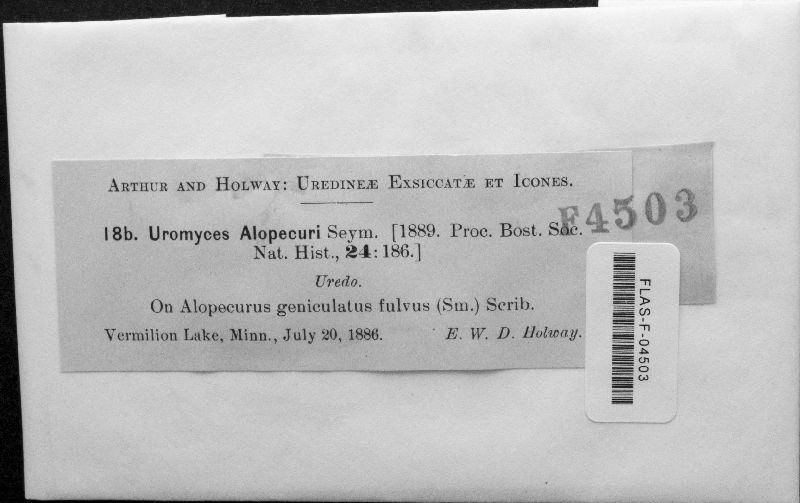 Arthur and Holway: Uredineæ Exsiccatæ et Icones.
F4503
18b. Uromyces Alopecuri Seym. [1889. Proc. Bost. Soc.
Nat. Hist., 24: 186.]
Uredo.
On Alopecurus geniculatus fulvus (Sm.) Scrib.
Vermilion Lake, Minn., July 20, 1886. E. W. D. Holway.
FLAS-F-04503